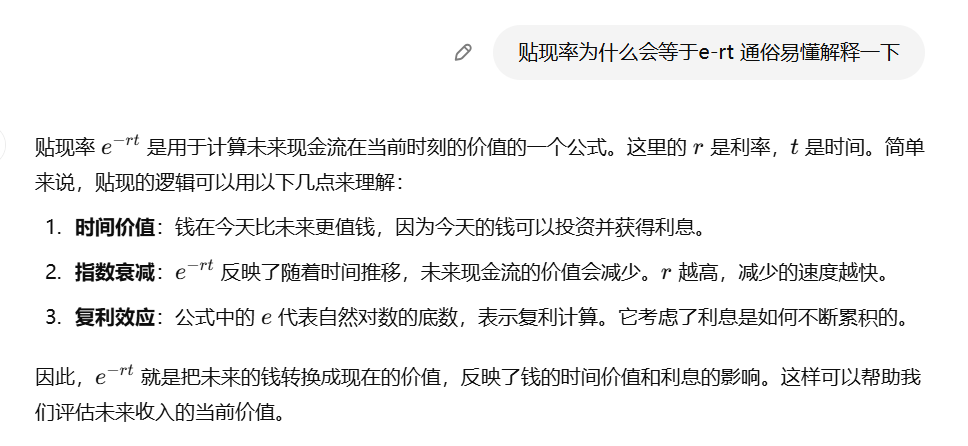 贴现率为什么会等于e-rt 通俗易懂解释一下
贴现率 e^{-rt} 是用于计算未来现金流在当前时刻的价值的一个公式。这里的 r 是利率，t 是时间。简单
来说，贴现的逻辑可以用以下几点来理解：
1. 时间价值：钱在今天比未来更值钱，因为今天的钱可以投资并获得利息。
2. 指数衰减：e^{-rt} 反映了随着时间推移，未来现金流的价值会减少。r 越高，减少的速度越快。
3. 复利效应：公式中的 e 代表自然对数的底数，表示复利计算。它考虑了利息是如何不断累积的。
因此，e^{-rt} 就是把未来的钱转换成现在的价值，反映了钱的时间价值和利息的影响。这样可以帮助我
们评估未来收入的当前价值。